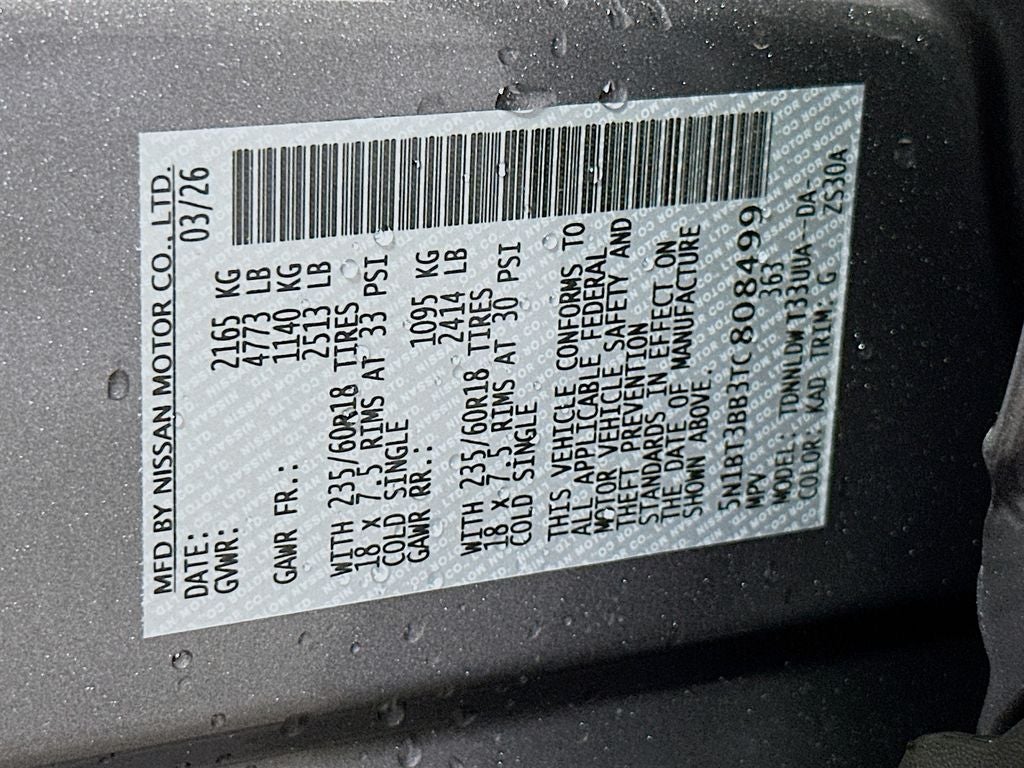 MFD BY NISSAN MOTOR CO., LTD.
DATE: 03/26
GVWR: 2165 KG
4773 LB
GAWR FR.: 1140 KG
2513 LB
WITH 235/60R18 TIRES
18 X 7.5 RIMS AT 33 PSI
COLD SINGLE
GAWR RR.: 1095 KG
2414 LB
WITH 235/60R18 TIRES
18 X 7.5 RIMS AT 30 PSI
COLD SINGLE
THIS VEHICLE CONFORMS TO
ALL APPLICABLE FEDERAL
MOTOR VEHICLE SAFETY AND
THEFT PREVENTION
STANDARDS IN EFFECT ON
THE DATE OF MANUFACTURE
SHOWN ABOVE.
5N1BT3BB3TC808499
MPV 363
MODEL: TDNNLDWT33UUA--DA-
COLOR: KAD TRIM: G ZS30A